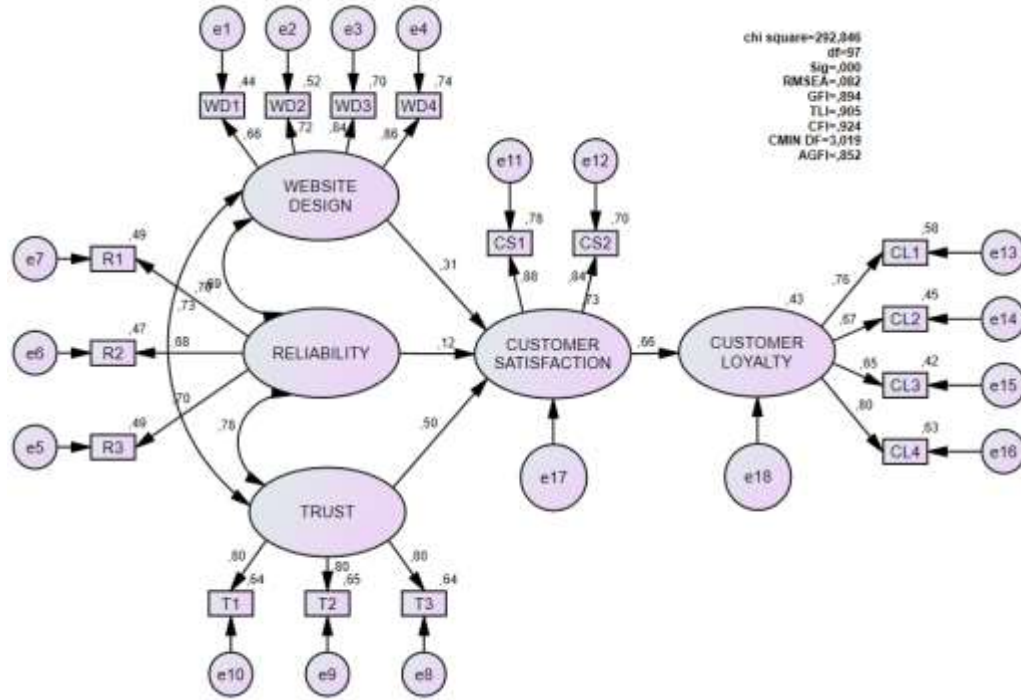 e1
e2
e3
e4
chi square=292,846
df=97
Sig=,000
RMSEA=,082
GFI=,894
TLI=,905
CFI=,924
CMIN DF=3,019
AGFI=,852
,44
,52
,70
,74
WD1
WD2
WD3
WD4
,66
,72
,84
,86
e11
e12
WEBSITE
DESIGN
,78
,70
CS1
CS2
,49
,58
e7
R1
CL1
e13
,31
,88
,84
,76
,73
,73
,43
,45
,47
,67
CL2
e14
e6
R2
,68
RELIABILITY
,12
CUSTOMER
SATISFACTION
,66
CUSTOMER
LOYALTY
,65
,42
CL3
e15
,70
,80
,49
,78
,50
,63
e5
R3
CL4
e16
e17
e18
TRUST
,80
,80
,64
,65
,64
T1
T2
T3
e10
e9
e8